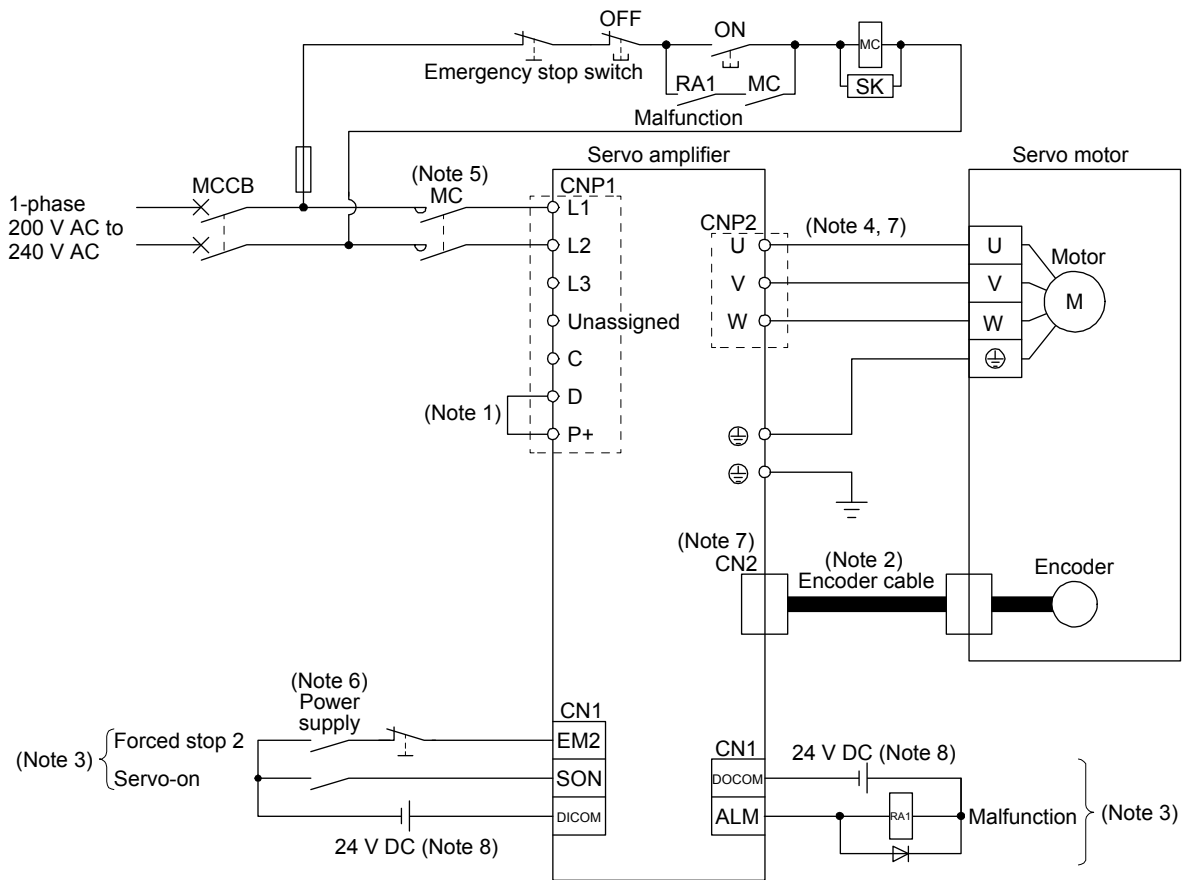 OFF
ON
MC
Emergency stop switch
RA1
MC
SK
Malfunction
Servo amplifier
Servo motor
MCCB
(Note 5)
MC
CNP1
1-phase
200 V AC to
240 V AC
L1
L2
L3
Unassigned
C
D
P+
(Note 1)
CNP2
U
V
W
(Note 4, 7)
U
V
W
Motor
M
(Note 7)
CN2
(Note 2)
Encoder cable
Encoder
(Note 6)
Power
supply
(Note 3)
Forced stop 2
Servo-on
CN1
EM2
SON
DICOM
24 V DC (Note 8)
CN1
DOCOM
ALM
24 V DC (Note 8)
RA1
Malfunction
(Note 3)